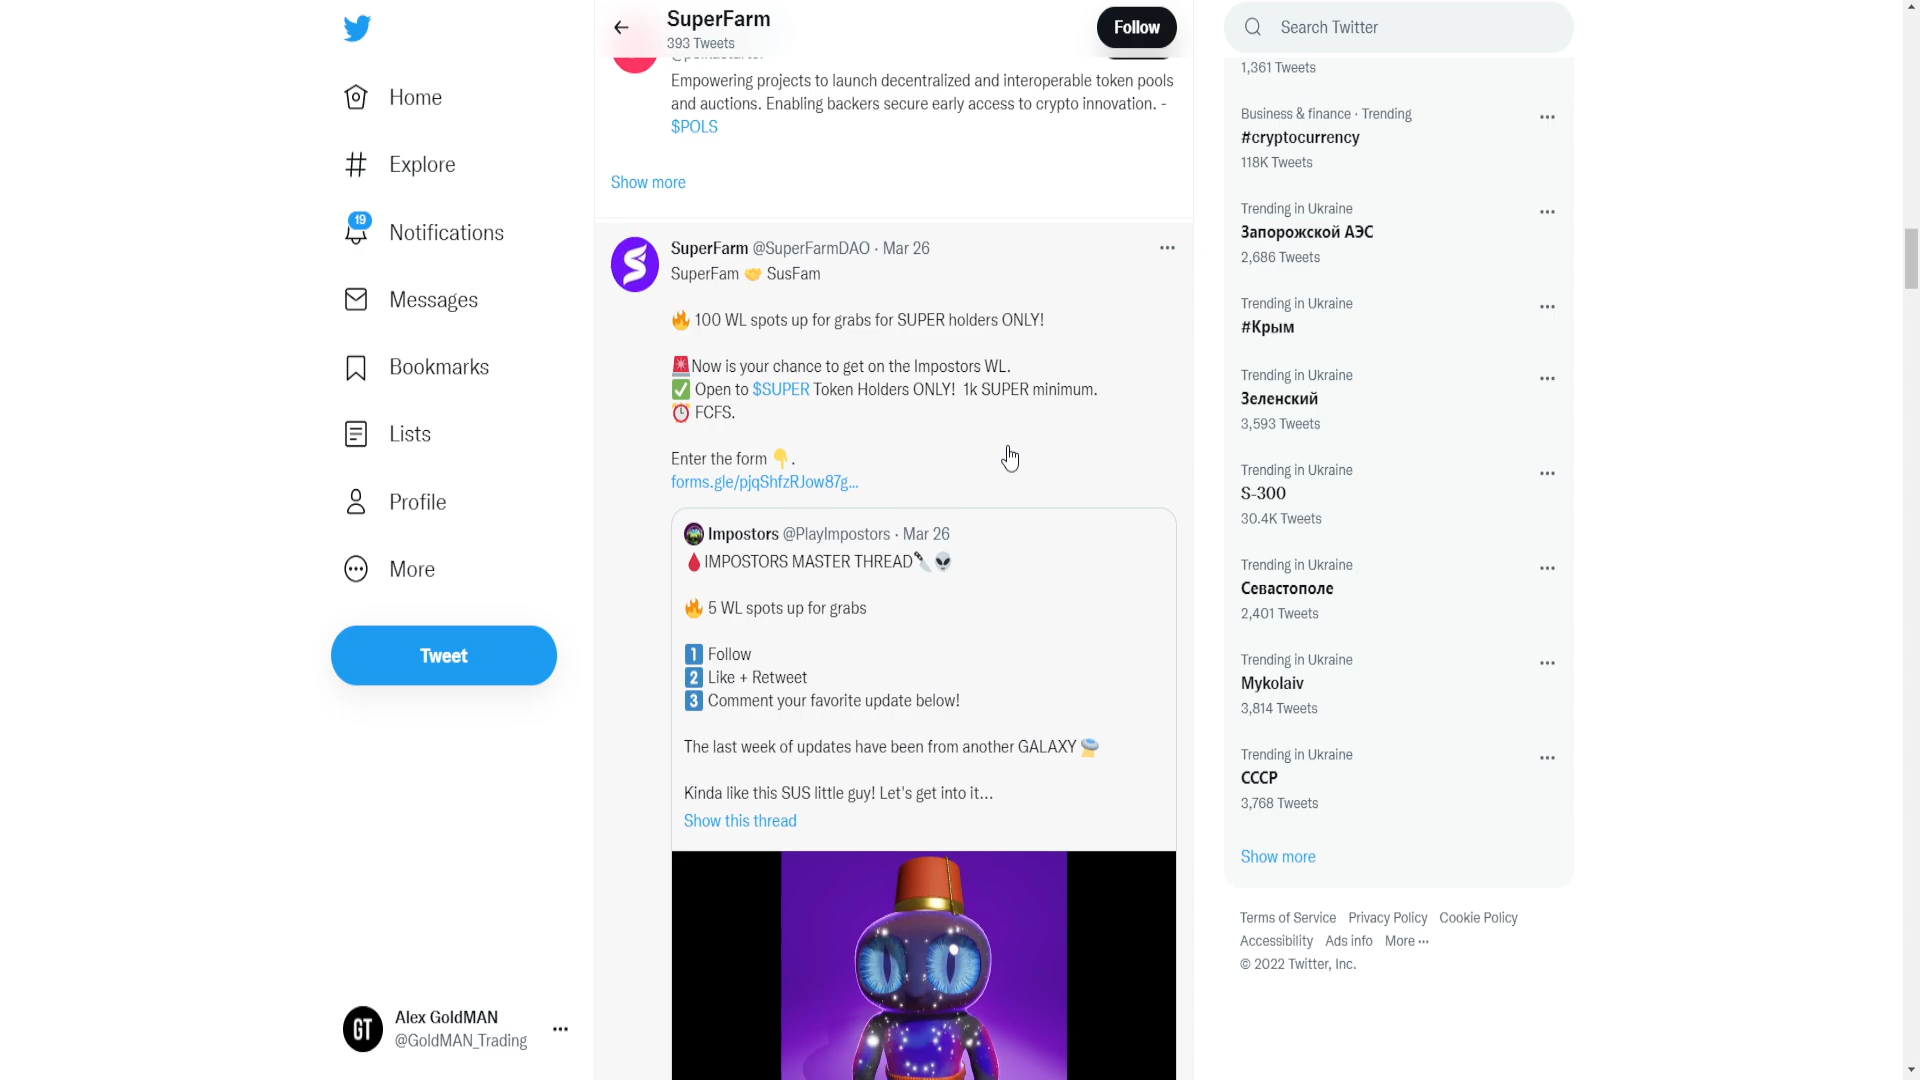 Home
Explore
19
Notifications
Messages
Bookmarks
Lists
Profile
More
Tweet
GT
Alex GoldMAN
@GoldMAN_Trading
SuperFarm
393 Tweets
Follow
Empowering projects to launch decentralized and interoperable token pools
and auctions. Enabling backers secure early access to crypto innovation. -
$POLS
Show more
SuperFarm @SuperFarmDAO · Mar 26
SuperFam 🤝 SusFam
🔥 100 WL spots up for grabs for SUPER holders ONLY!
🚨Now is your chance to get on the Impostors WL.
✅ Open to $SUPER Token Holders ONLY! 1k SUPER minimum.
⏰ FCFS.
Enter the form 👇.
forms.gle/pjqShfzRJow87g...
Impostors @PlayImpostors · Mar 26
🩸IMPOSTORS MASTER THREAD🔪👽
🔥 5 WL spots up for grabs
1️⃣ Follow
2️⃣ Like + Retweet
3️⃣ Comment your favorite update below!
The last week of updates have been from another GALAXY 🛸
Kinda like this SUS little guy! Let's get into it...
Show this thread
Search Twitter
1,361 Tweets
Business & finance · Trending
#cryptocurrency
118K Tweets
Trending in Ukraine
Запорожской АЭС
2,686 Tweets
Trending in Ukraine
#Крым
Trending in Ukraine
Зеленский
3,593 Tweets
Trending in Ukraine
S-300
30.4K Tweets
Trending in Ukraine
Севастополе
2,401 Tweets
Trending in Ukraine
Mykolaiv
3,814 Tweets
Trending in Ukraine
СССР
3,768 Tweets
Show more
Terms of Service Privacy Policy Cookie Policy
Accessibility Ads info More ···
© 2022 Twitter, Inc.